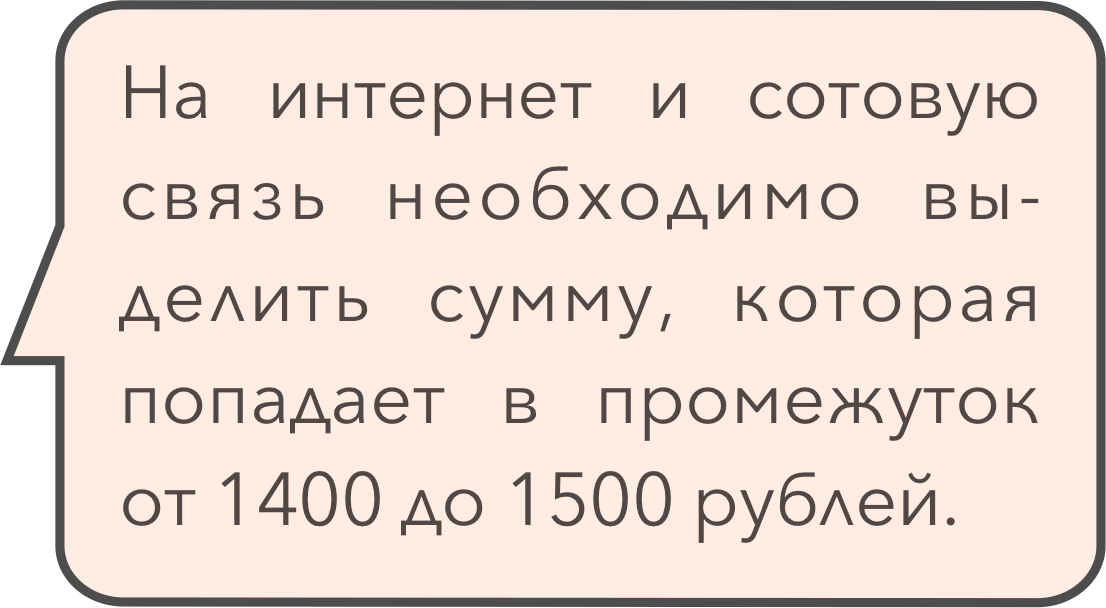 На интернет и сотовую
связь необходимо вы-
делить сумму, которая
попадает в промежуток
от 1400 до 1500 рублей.